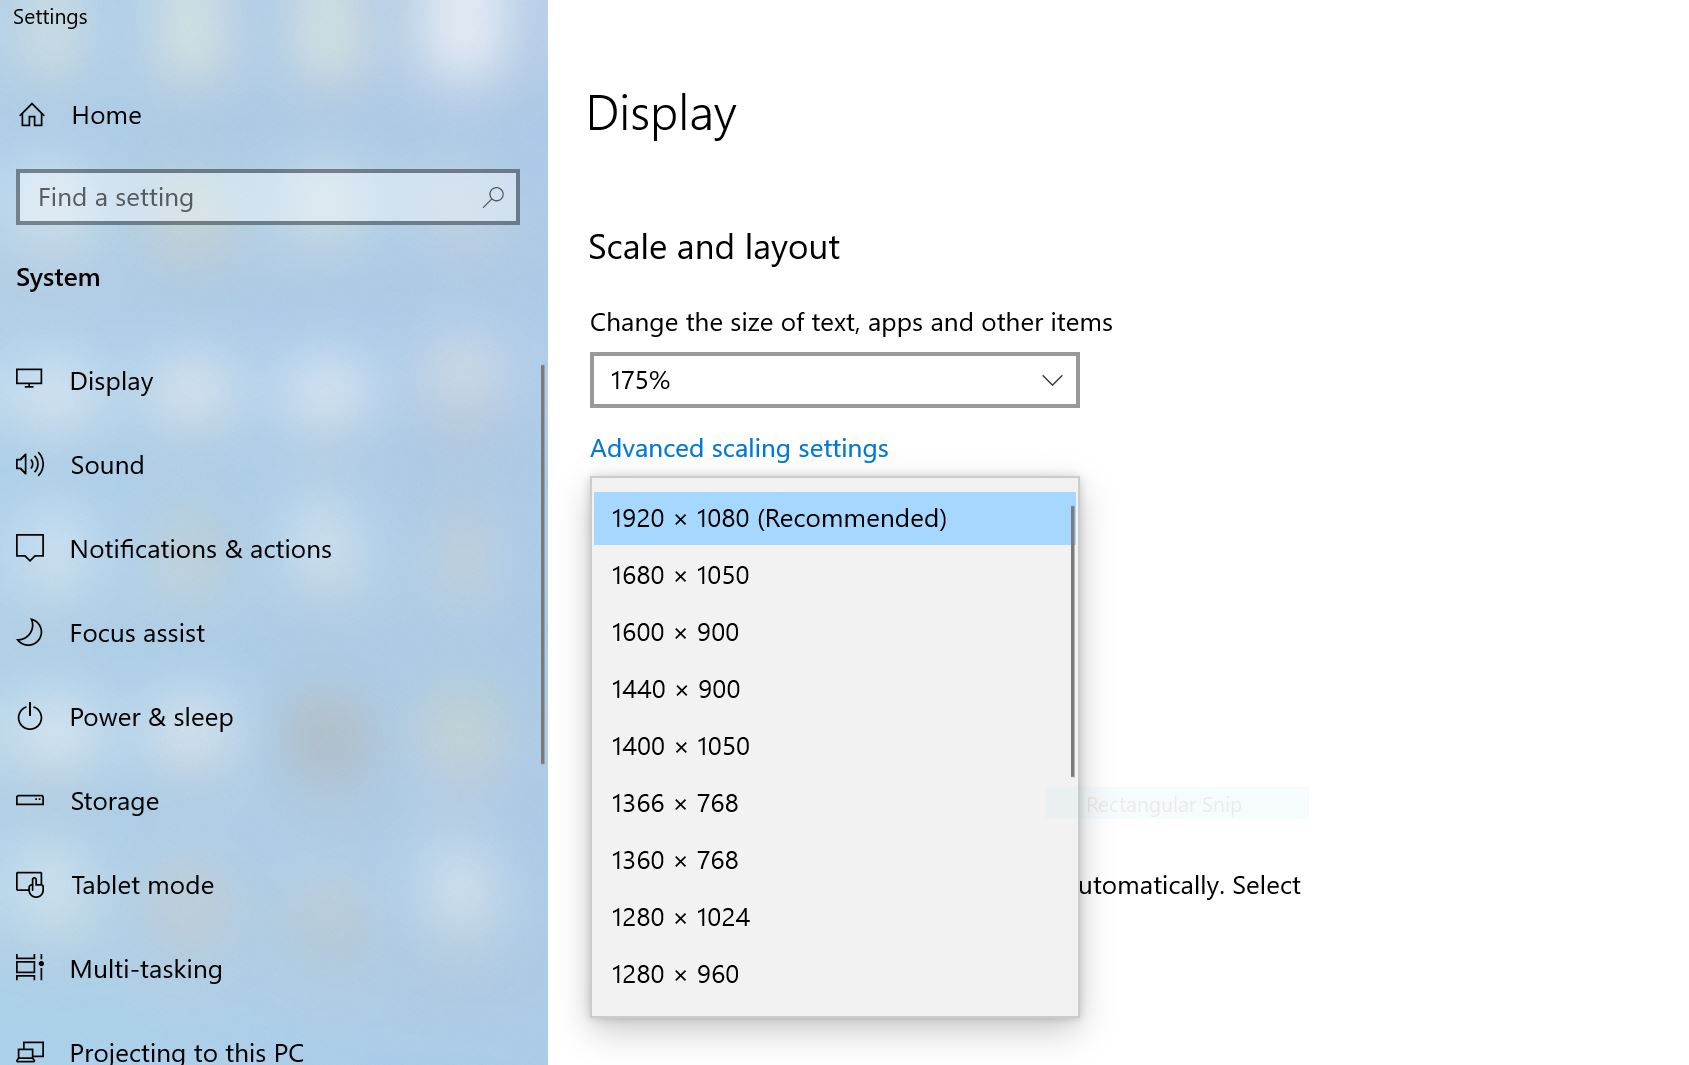 Settings
Home
Find a setting
System
Display
Sound
Notifications & actions
Focus assist
Power & sleep
Storage
Tablet mode
Multi-tasking
Projecting to this PC
Display
Scale and layout
Change the size of text, apps and other items
175%
Advanced scaling settings
1920 × 1080 (Recommended)
1680 × 1050
1600 × 900
1440 × 900
1400 × 1050
1366 × 768
Rectangular Snip
1360 × 768
utomatically. Select
1280 × 1024
1280 × 960